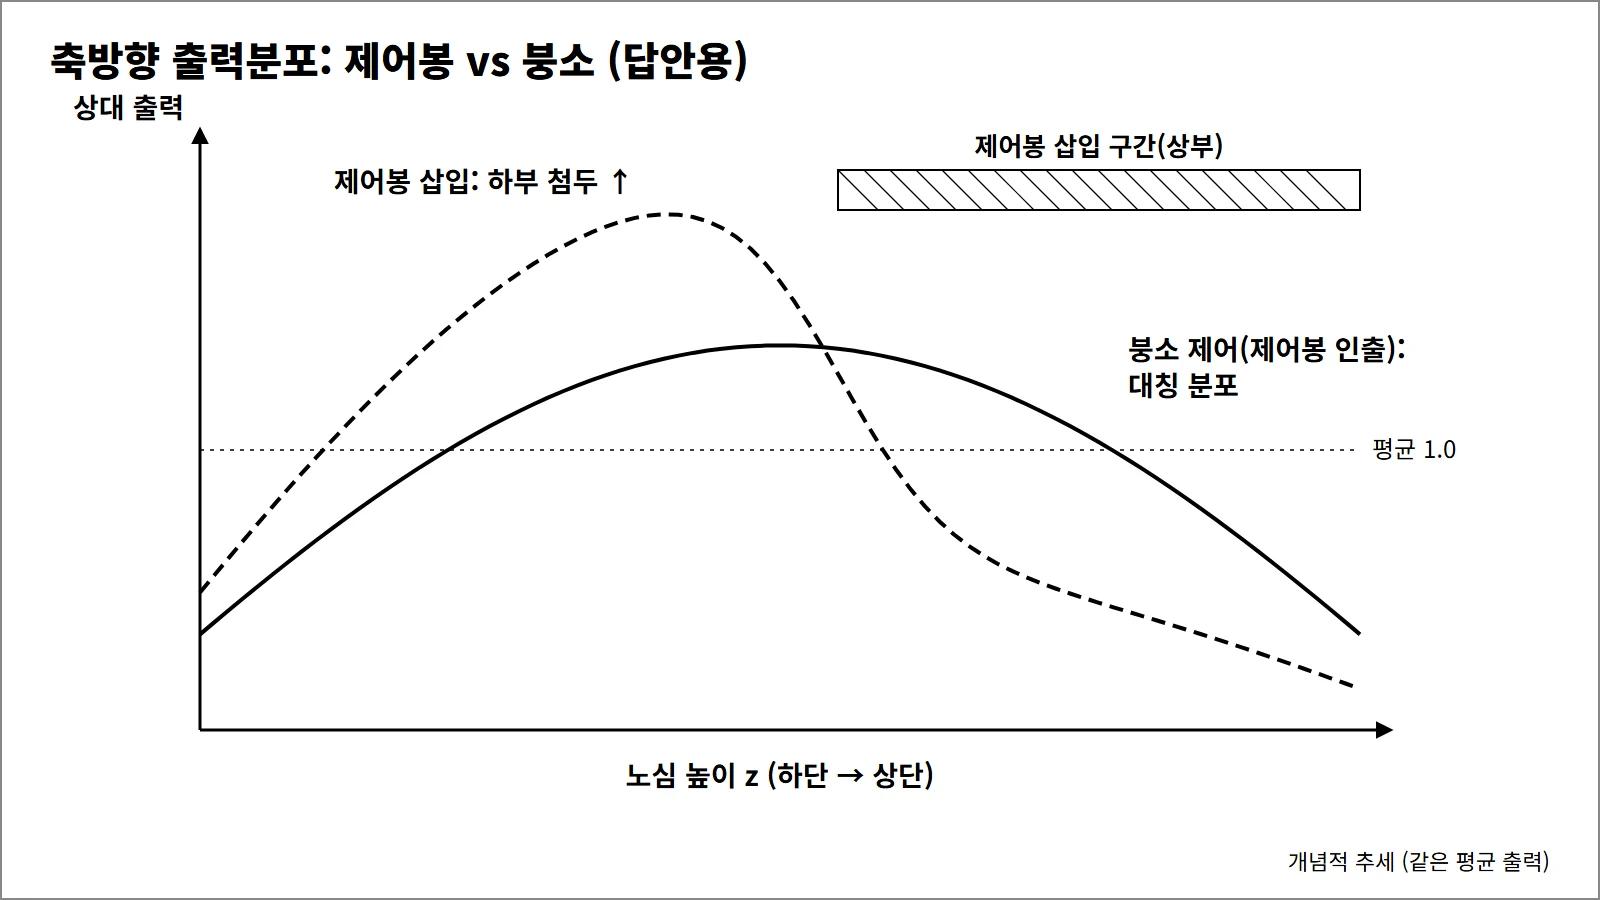 축방향 출력분포: 제어봉 vs 붕소 (답안용)
상대 출력
제어봉 삽입 구간(상부)
제어봉 삽입: 하부 첨두 ↑
붕소 제어(제어봉 인출):
대칭 분포
평균 1.0
노심 높이 z (하단 → 상단)
개념적 추세 (같은 평균 출력)